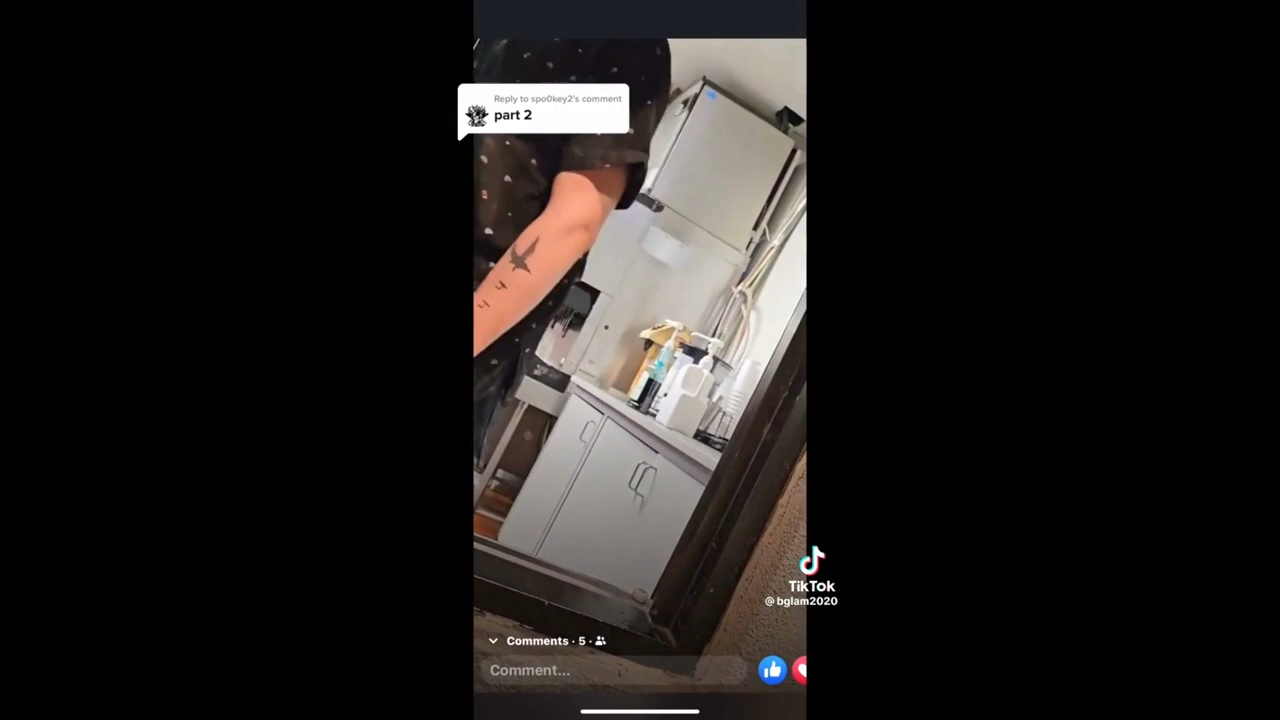 Reply to spo0key2's comment
part 2
TikTok
@bglam2020
Comments · 5 ·
Comment...